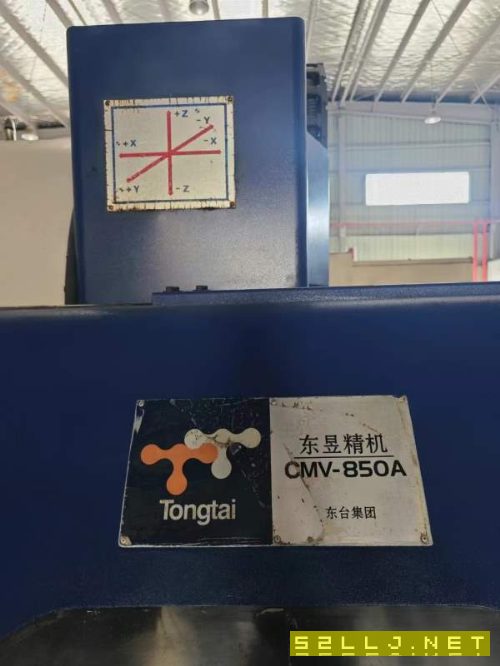 +Z
-Y
+X
-X
+Y
-Z
东昱精机
CMV-850A
Tongtai
东台集团
52LLJ.NET